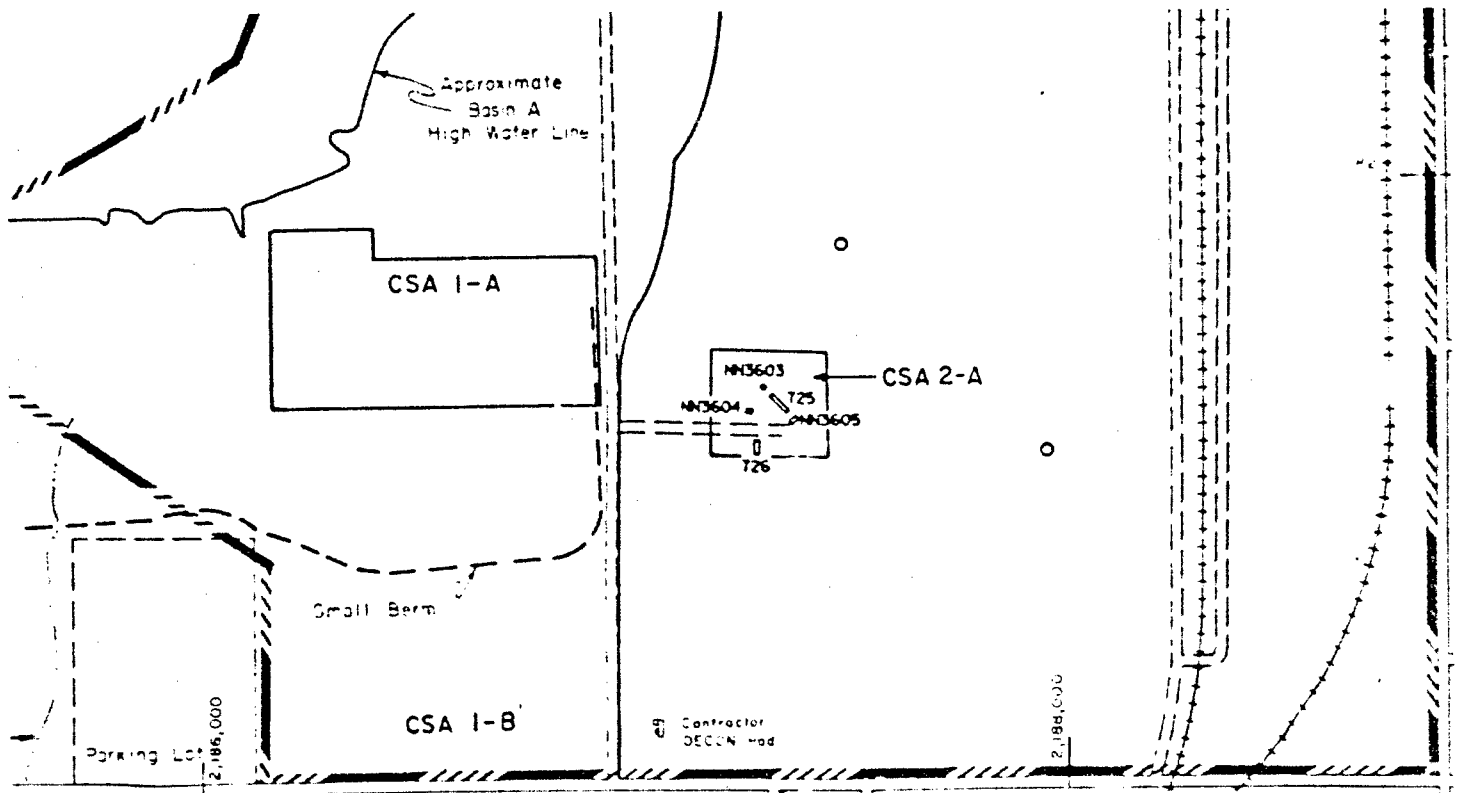 Approximate
Basin A
High Water Line
CSA 1-A
NN3603
CSA 2-A
T25
NN3604
NN3605
T26
Small Berm
2,186,000
2,188,000
CSA 1-B
Contractor
DECON Pad
Parking Lot